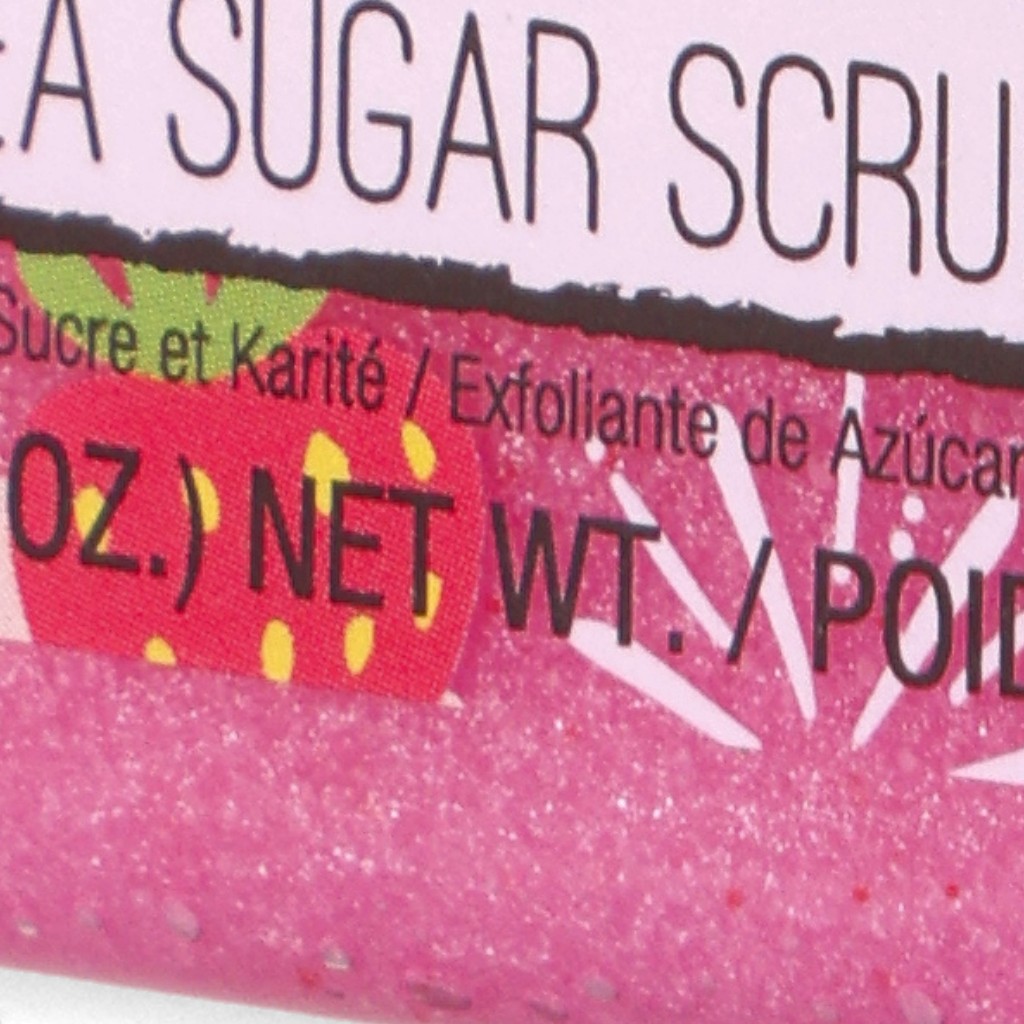 EA SUGAR SCRU
Sucre et Karité / Exfoliante de Azúcar
OZ.) NET WT. / POID